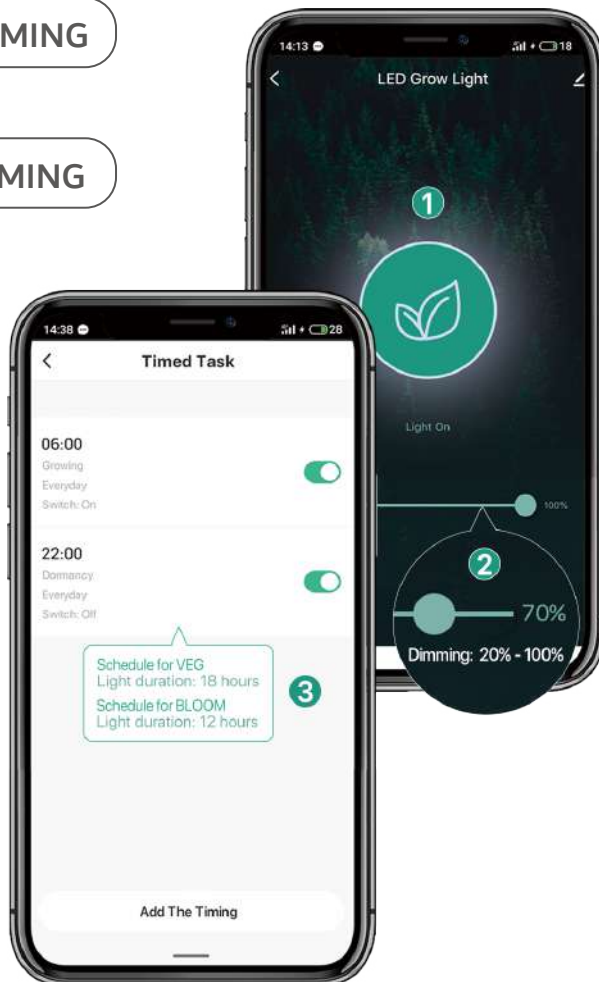 MING
MING
14:13
18
LED Grow Light
1
Light On
100%
2
70%
Dimming: 20% - 100%
14:38
28
Timed Task
06:00
Growing
Everyday
Switch: On
22:00
Dormancy
Everyday
Switch: Off
Schedule for VEG
Light duration: 18 hours
Schedule for BLOOM
Light duration: 12 hours
3
Add The Timing